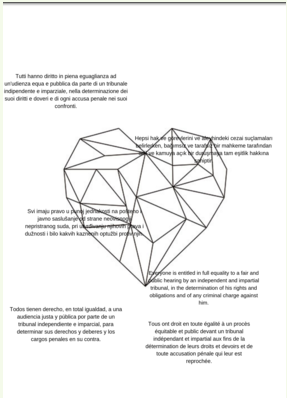 Tutti hanno diritto in piena eguaglianza ad
un'udienza equa e pubblica da parte di un tribunale
indipendente e imparziale, nella determinazione dei
suoi diritti e doveri e di ogni accusa penale nei suoi
confronti.
Hepsi hak ve görevlerini ve aleyhindeki cezai suçlamaları
belirlerken, bağımsız ve tarafsız bir mahkeme tarafından
ve kamuya açık bir duruşmaya tam eşitlik hakkına
sahiptir.
Svi imaju pravo u punoj jednakosti na pošteno i
javno saslušanje od strane neovisnog i
nepristranog suda, pri utvrđivanju njihovih prava i
dužnosti i bilo kakvih kaznenih optužbi protiv njih.
Everyone is entitled in full equality to a fair and
public hearing by an independent and impartial
tribunal, in the determination of his rights and
obligations and of any criminal charge against
him.
Todos tienen derecho, en total igualdad, a una
audiencia justa y pública por parte de un
tribunal independiente e imparcial, para
determinar sus derechos y deberes y los
cargos penales en su contra.
Tous ont droit en toute égalité à un procès
équitable et public devant un tribunal
indépendant et impartial aux fins de la
détermination de leurs droits et devoirs et de
toute accusation pénale qui leur est
reprochée.